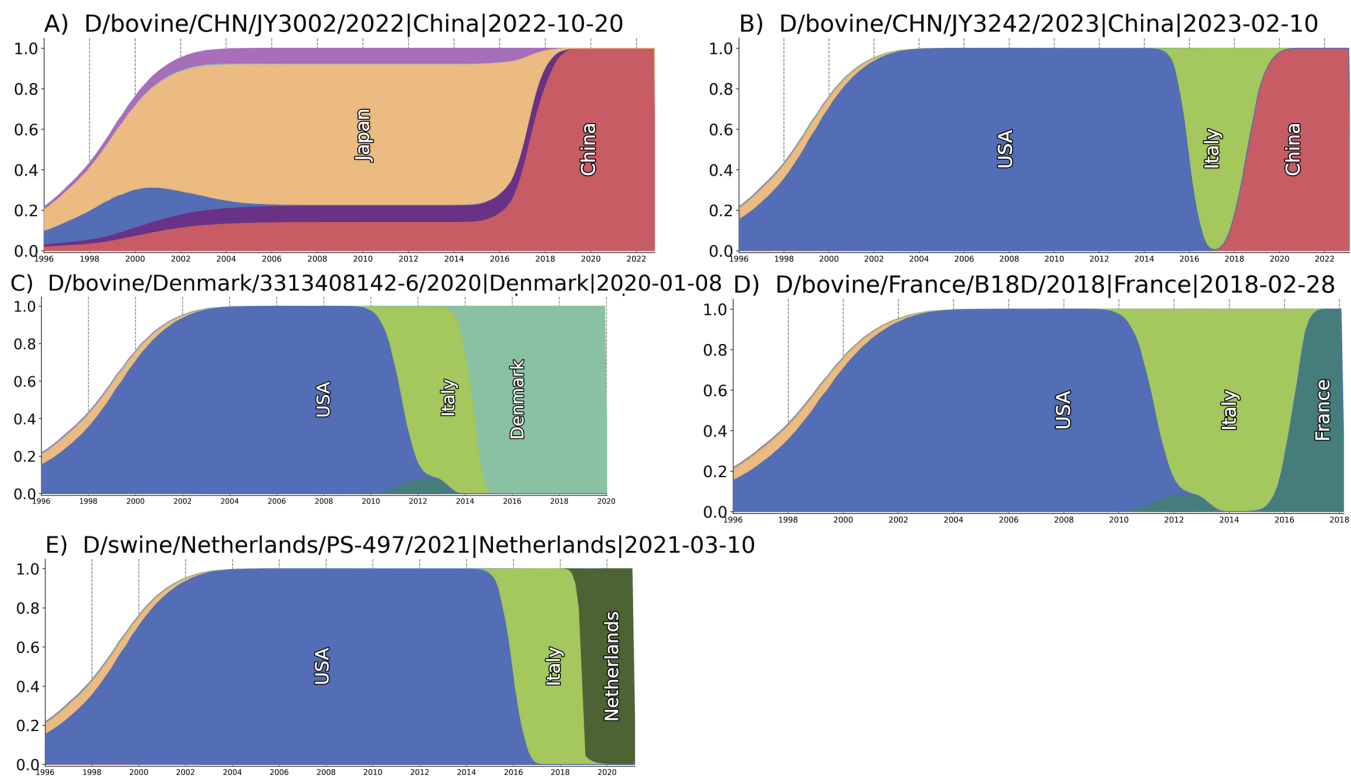 A) D/bovine/CHN/JY3002/2022|China|2022-10-20
1.0
0.8
0.6
0.4
0.2
0.0
Japan
China
1996 1998 2000 2002 2004 2006 2008 2010 2012 2014 2016 2018 2020 2022
B) D/bovine/CHN/JY3242/2023|China|2023-02-10
1.0
0.8
0.6
0.4
0.2
0.0
USA
Italy
China
1996 1998 2000 2002 2004 2006 2008 2010 2012 2014 2016 2018 2020 2022
C) D/bovine/Denmark/3313408142-6/2020|Denmark|2020-01-08
1.0
0.8
0.6
0.4
0.2
0.0
USA
Italy
Denmark
1996 1998 2000 2002 2004 2006 2008 2010 2012 2014 2016 2018 2020
D) D/bovine/France/B18D/2018|France|2018-02-28
1.0
0.8
0.6
0.4
0.2
0.0
USA
Italy
France
1996 1998 2000 2002 2004 2006 2008 2010 2012 2014 2016 2018
E) D/swine/Netherlands/PS-497/2021|Netherlands|2021-03-10
1.0
0.8
0.6
0.4
0.2
0.0
USA
Italy
Netherlands
1996 1998 2000 2002 2004 2006 2008 2010 2012 2014 2016 2018 2020